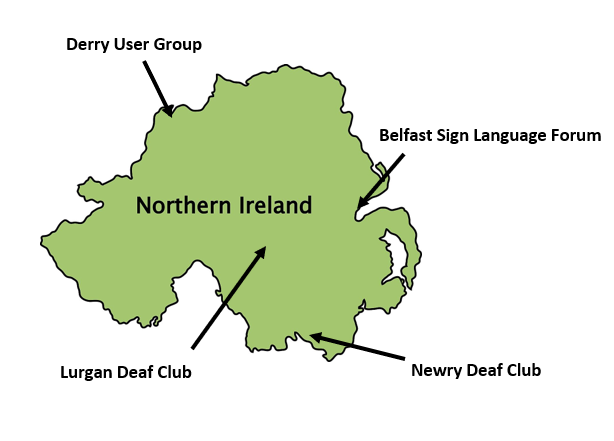 Derry User Group
Belfast Sign Language Forum
Northern Ireland
Lurgan Deaf Club
Newry Deaf Club